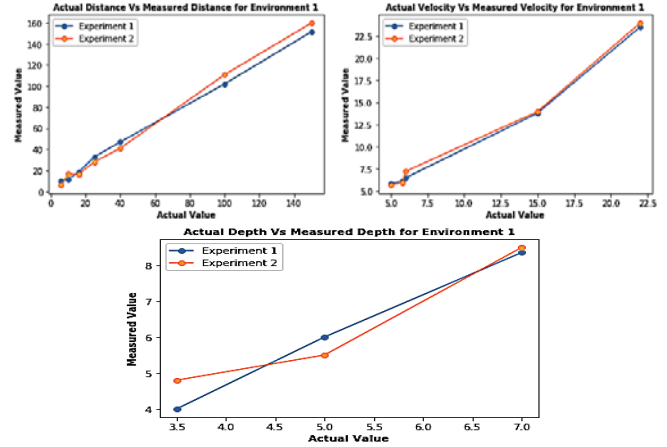 Actual Distance Vs Measured Distance for Environment 1
Experiment 1
Experiment 2
Measured Value
160
140
120
100
80
60
40
20
0
0 20 40 60 80 100 120 140
Actual Value
Actual Velocity Vs Measured Velocity for Environment 1
Experiment 1
Experiment 2
Measured Value
22.5
20.0
17.5
15.0
12.5
10.0
7.5
5.0
5.0 7.5 10.0 12.5 15.0 17.5 20.0 22.5
Actual Value
Actual Depth Vs Measured Depth for Environment 1
Experiment 1
Experiment 2
Measured Value
8
7
6
5
4
3.5 4.0 4.5 5.0 5.5 6.0 6.5 7.0
Actual Value